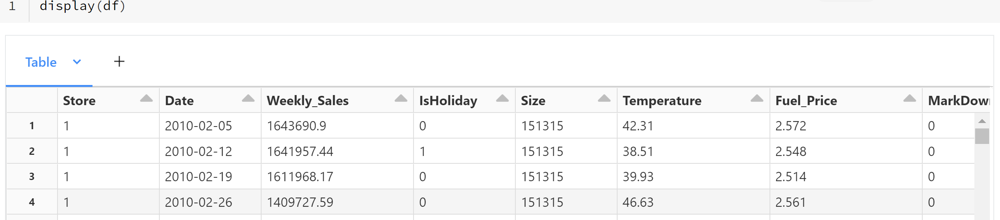 1 display(df)
Table +
Store Date Weekly_Sales IsHoliday Size Temperature Fuel_Price MarkDow
1 1 2010-02-05 1643690.9 0 151315 42.31 2.572 0
2 1 2010-02-12 1641957.44 1 151315 38.51 2.548 0
3 1 2010-02-19 1611968.17 0 151315 39.93 2.514 0
4 1 2010-02-26 1409727.59 0 151315 46.63 2.561 0